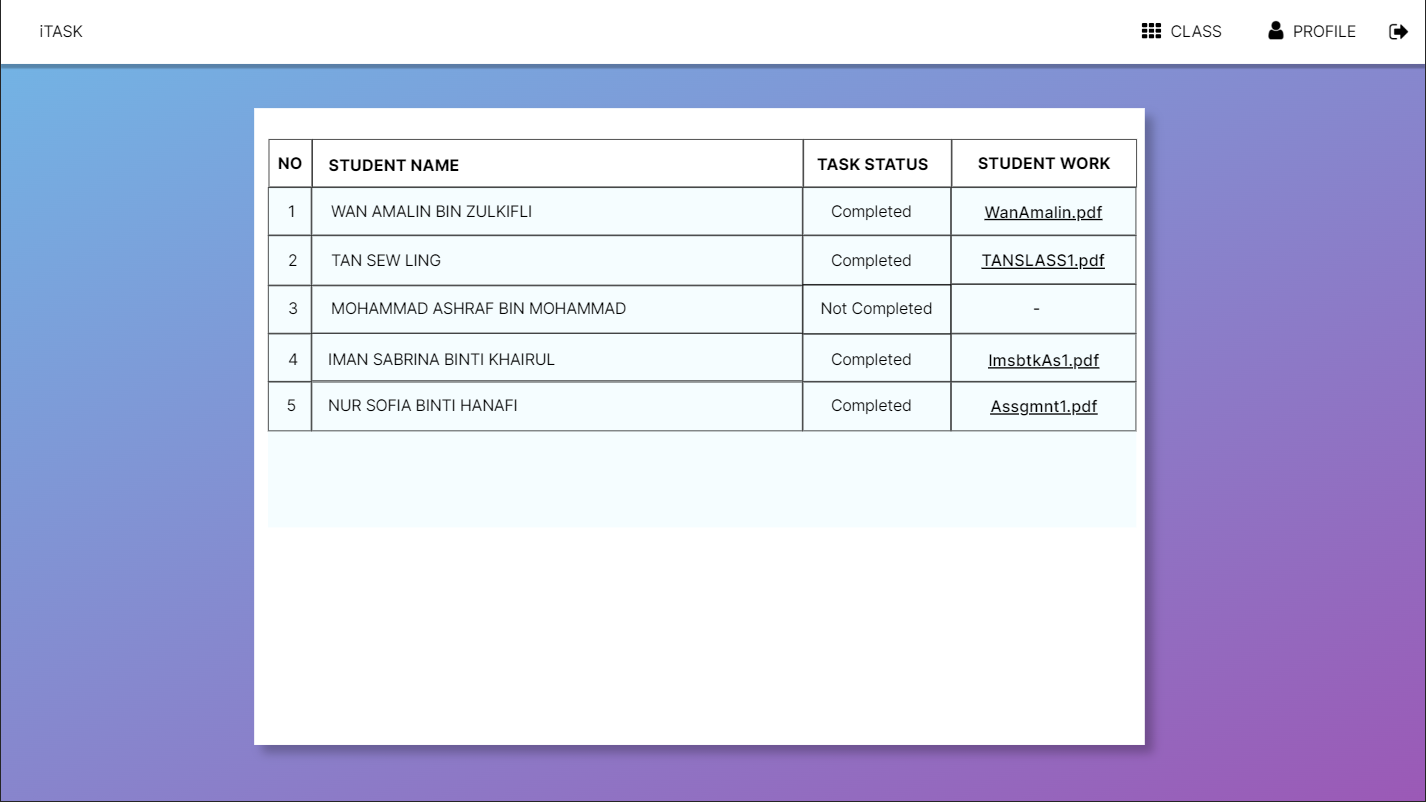 iTASK
CLASS
PROFILE
NO STUDENT NAME TASK STATUS STUDENT WORK
1 WAN AMALIN BIN ZULKIFLI Completed WanAmalin.pdf
2 TAN SEW LING Completed TANSLASS1.pdf
3 MOHAMMAD ASHRAF BIN MOHAMMAD Not Completed -
4 IMAN SABRINA BINTI KHAIRUL Completed ImsbtkAs1.pdf
5 NUR SOFIA BINTI HANAFI Completed Assgmnt1.pdf